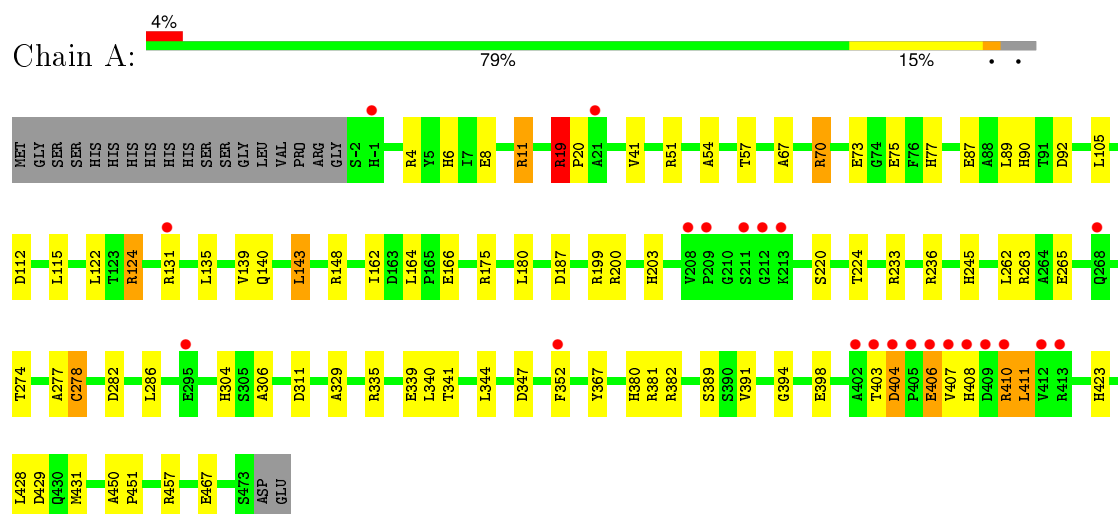 4%
Chain A:
79% 15% • •
MET GLY SER SER HIS HIS HIS HIS HIS HIS SER SER GLY LEU VAL PRO ARG GLY S-2 H-1 R4 Y5 H6 I7 E8 R11 R19 P20 A21 V41 R51 A54 T57 A67 R70 E73 G74 E75 F76 H77 E87 A88 L89 H90 T91 D92 L105
D112 L115 L122 T123 R124 R131 L135 V139 Q140 L143 R148 I162 D163 L164 P165 E166 R175 L180 D187 R199 R200 H203 V208 P209 G210 S211 G212 K213 S220 T224 R233 R236 H245 L262 R263 A264 E265 Q268
T274 A277 C278 D282 L286 E295 H304 S305 A306 D311 A329 R335 E339 L340 T341 L344 D347 F352 Y367 H380 R381 R382 S389 S390 V391 G394 E398 A402 T403 D404 P405 E406 V407 H408 D409 R410 L411 V412 R413 H423
L428 D429 Q430 M431 A450 P451 R457 E467 S473 ASP GLU